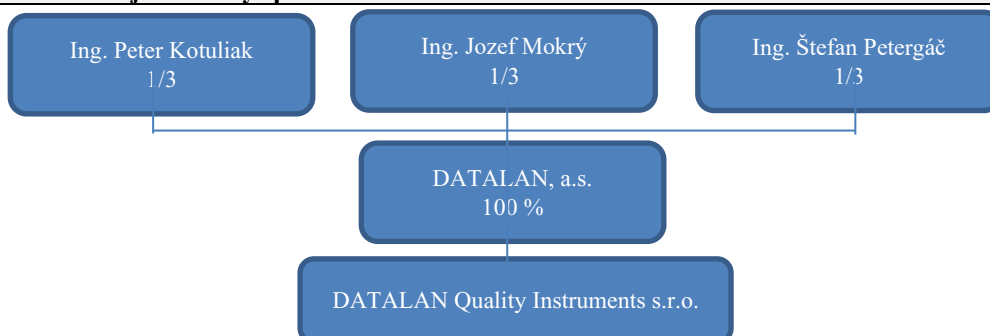 Ing. Peter Kotuliak
1/3
Ing. Jozef Mokrý
1/3
Ing. Štefan Petergáč
1/3
DATALAN, a.s.
100 %
DATALAN Quality Instruments s.r.o.